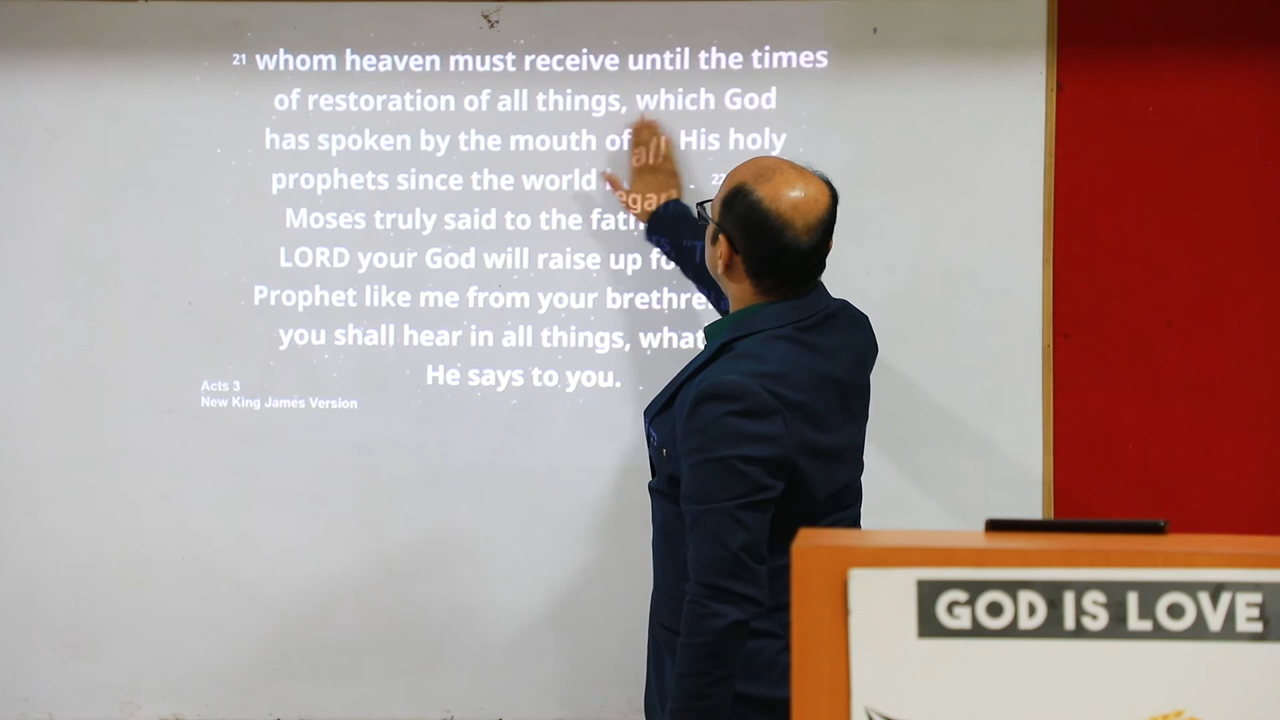 21 whom heaven must receive until the times
of restoration of all things, which God
has spoken by the mouth of all His holy
prophets since the world began. 22
Moses truly said to the
LORD your God will raise up
Prophet like me from your
you shall hear in all things,
He says to you.
Acts 3
New King James Version
GOD IS LOVE